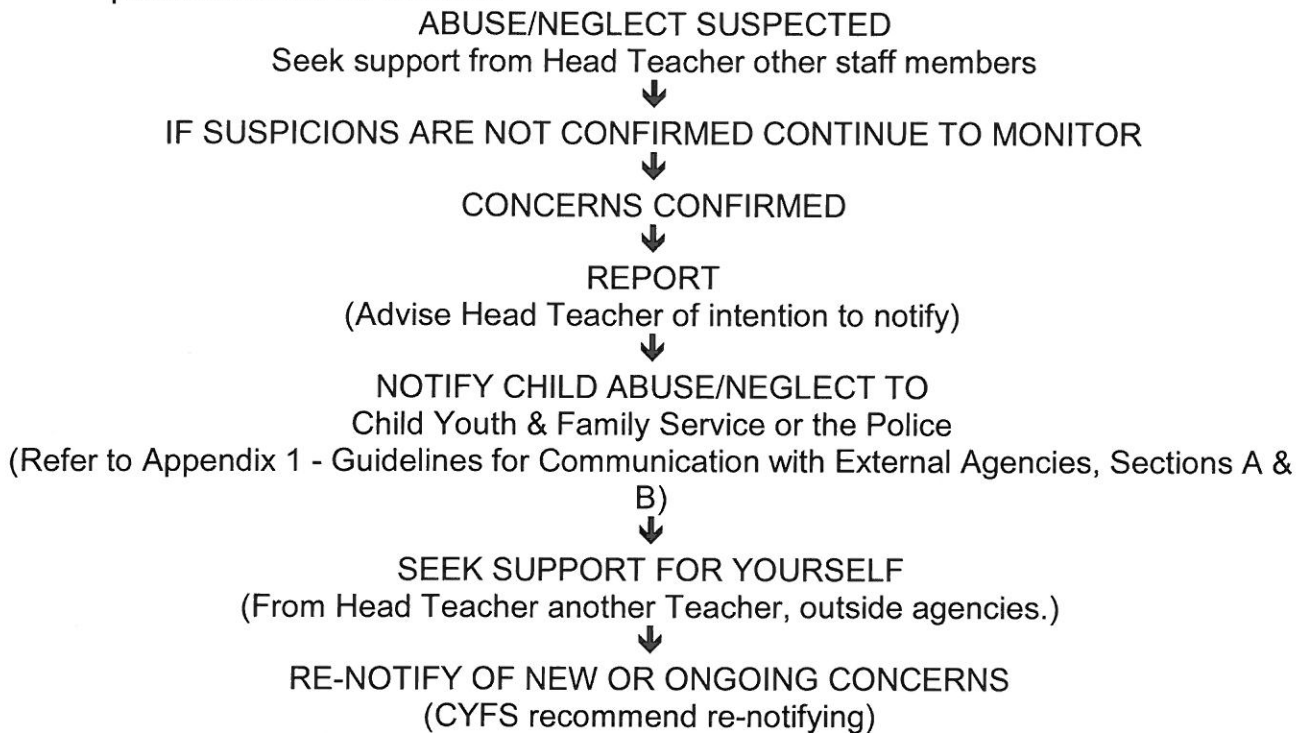 ABUSE/NEGLECT SUSPECTED
Seek support from Head Teacher other staff members
IF SUSPICIONS ARE NOT CONFIRMED CONTINUE TO MONITOR
CONCERNS CONFIRMED
REPORT
(Advise Head Teacher of intention to notify)
NOTIFY CHILD ABUSE/NEGLECT TO
Child Youth & Family Service or the Police
(Refer to Appendix 1 - Guidelines for Communication with External Agencies, Sections A &
B)
SEEK SUPPORT FOR YOURSELF
(From Head Teacher another Teacher, outside agencies.)
RE-NOTIFY OF NEW OR ONGOING CONCERNS
(CYFS recommend re-notifying)